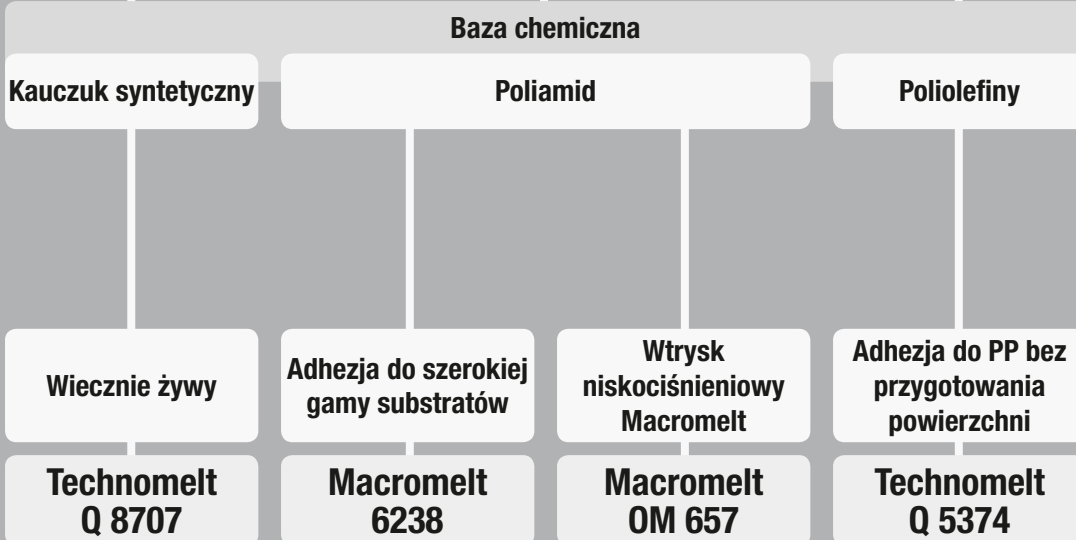 Baza chemiczna
Kauczuk syntetyczny
Poliamid
Poliolefiny
Wiecznie żywy
Adhezja do szerokiej
gamy substratów
Wtrysk
niskociśnieniowy
Macromelt
Adhezja do PP bez
przygotowania
powierzchni
Technomelt
Q 8707
Macromelt
6238
Macromelt
OM 657
Technomelt
Q 5374